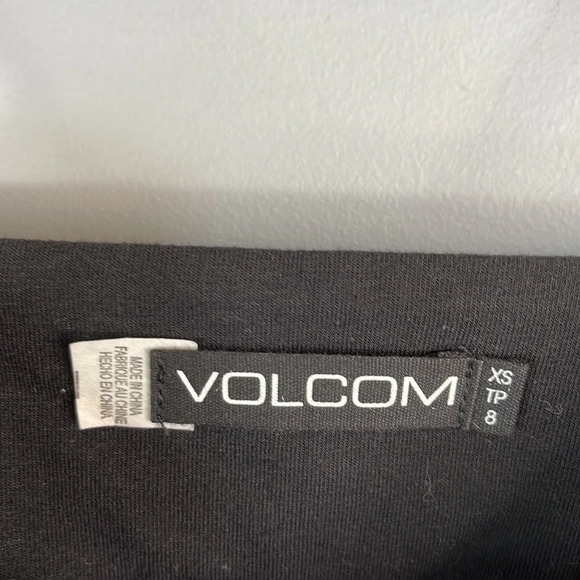 MADE IN CHINA
FABRIQUÉ AU CHINE
HECHO EN CHINA
VOLCOM
XS
TP
8